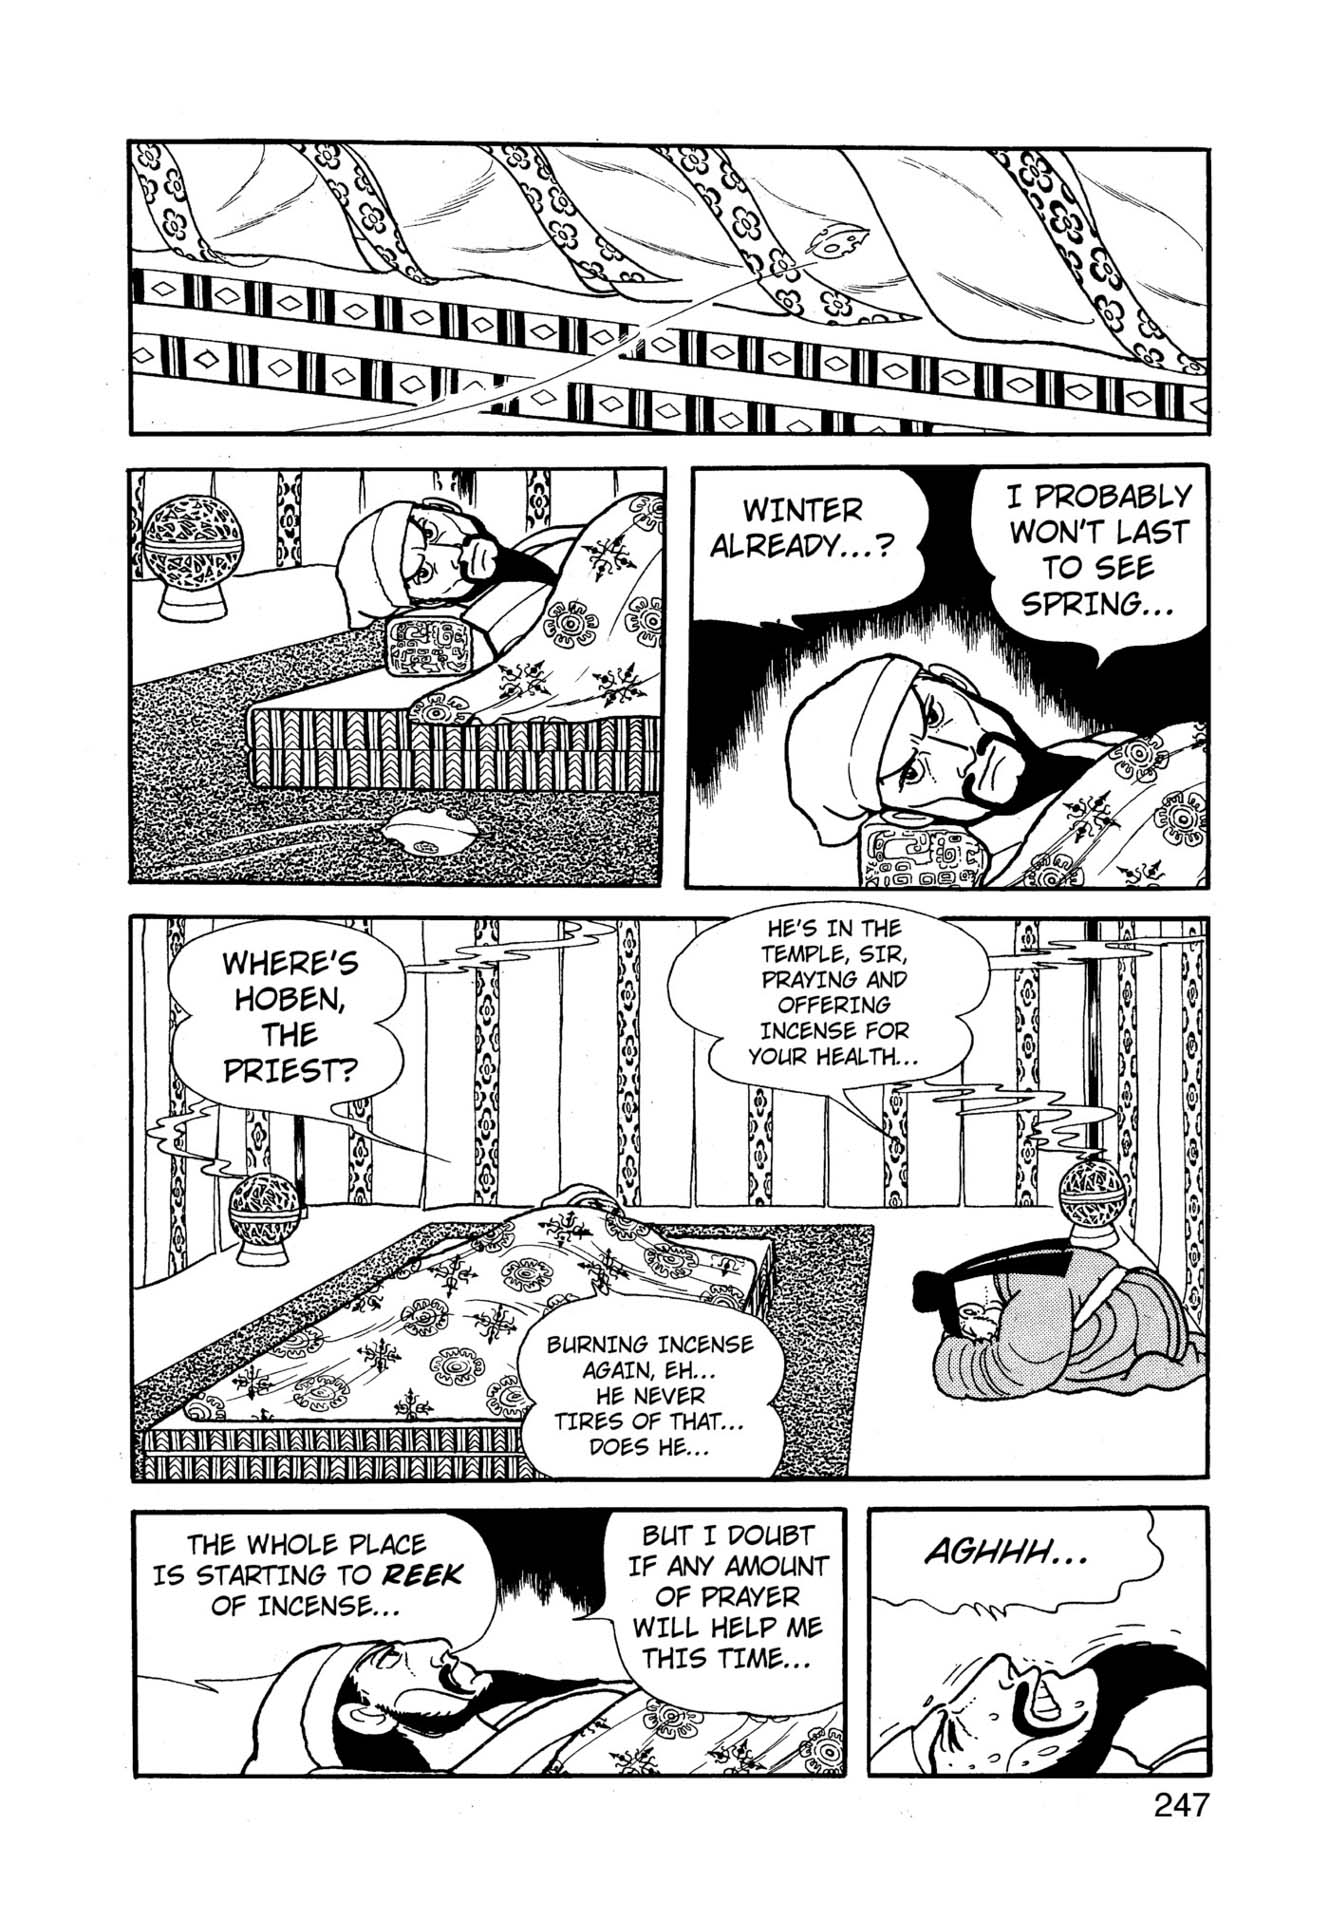 WINTER
ALREADY...?
I PROBABLY
WON'T LAST
TO SEE
SPRING...
WHERE'S
HOBEN,
THE
PRIEST?
HE'S IN THE
TEMPLE, SIR,
PRAYING AND
OFFERING
INCENSE FOR
YOUR HEALTH...
BURNING INCENSE
AGAIN, EH...
HE NEVER
TIRES OF THAT...
DOES HE...
THE WHOLE PLACE
IS STARTING TO REEK
OF INCENSE...
BUT I DOUBT
IF ANY AMOUNT
OF PRAYER
WILL HELP ME
THIS TIME...
AGHHH...
247